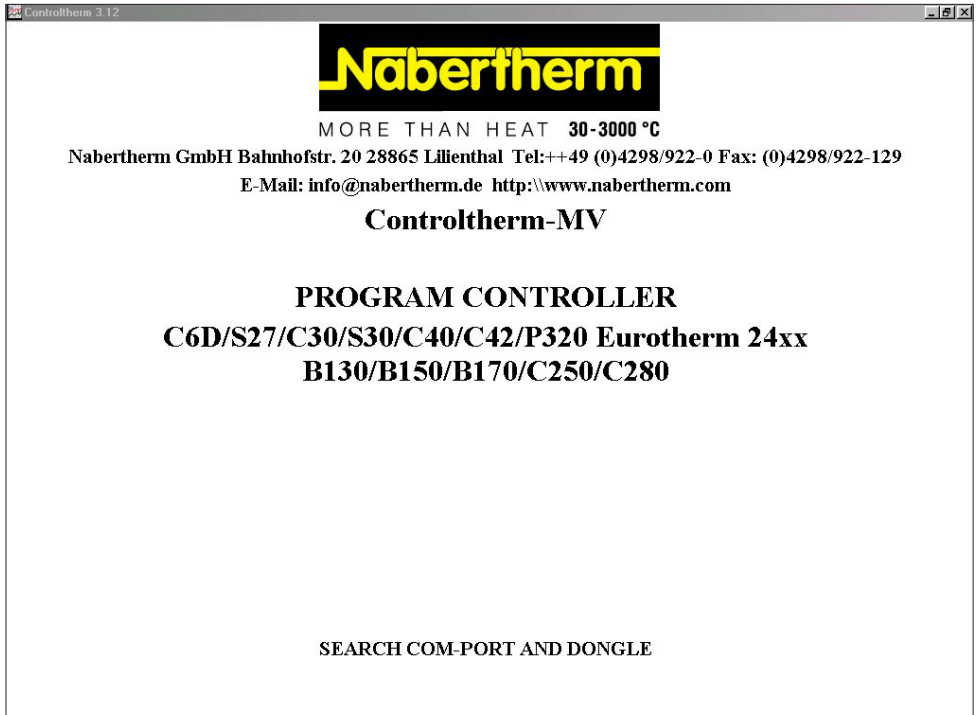 Controltherm 3.12
Nabertherm
MORE THAN HEAT 30-3000 °C
Nabertherm GmbH Bahnhofstr. 20 28865 Lilienthal Tel:++49 (0)4298/922-0 Fax: (0)4298/922-129
E-Mail: info@nabertherm.de http:\\www.nabertherm.com
Controltherm-MV
PROGRAM CONTROLLER
C6D/S27/C30/S30/C40/C42/P320 Eurotherm 24xx
B130/B150/B170/C250/C280
SEARCH COM-PORT AND DONGLE